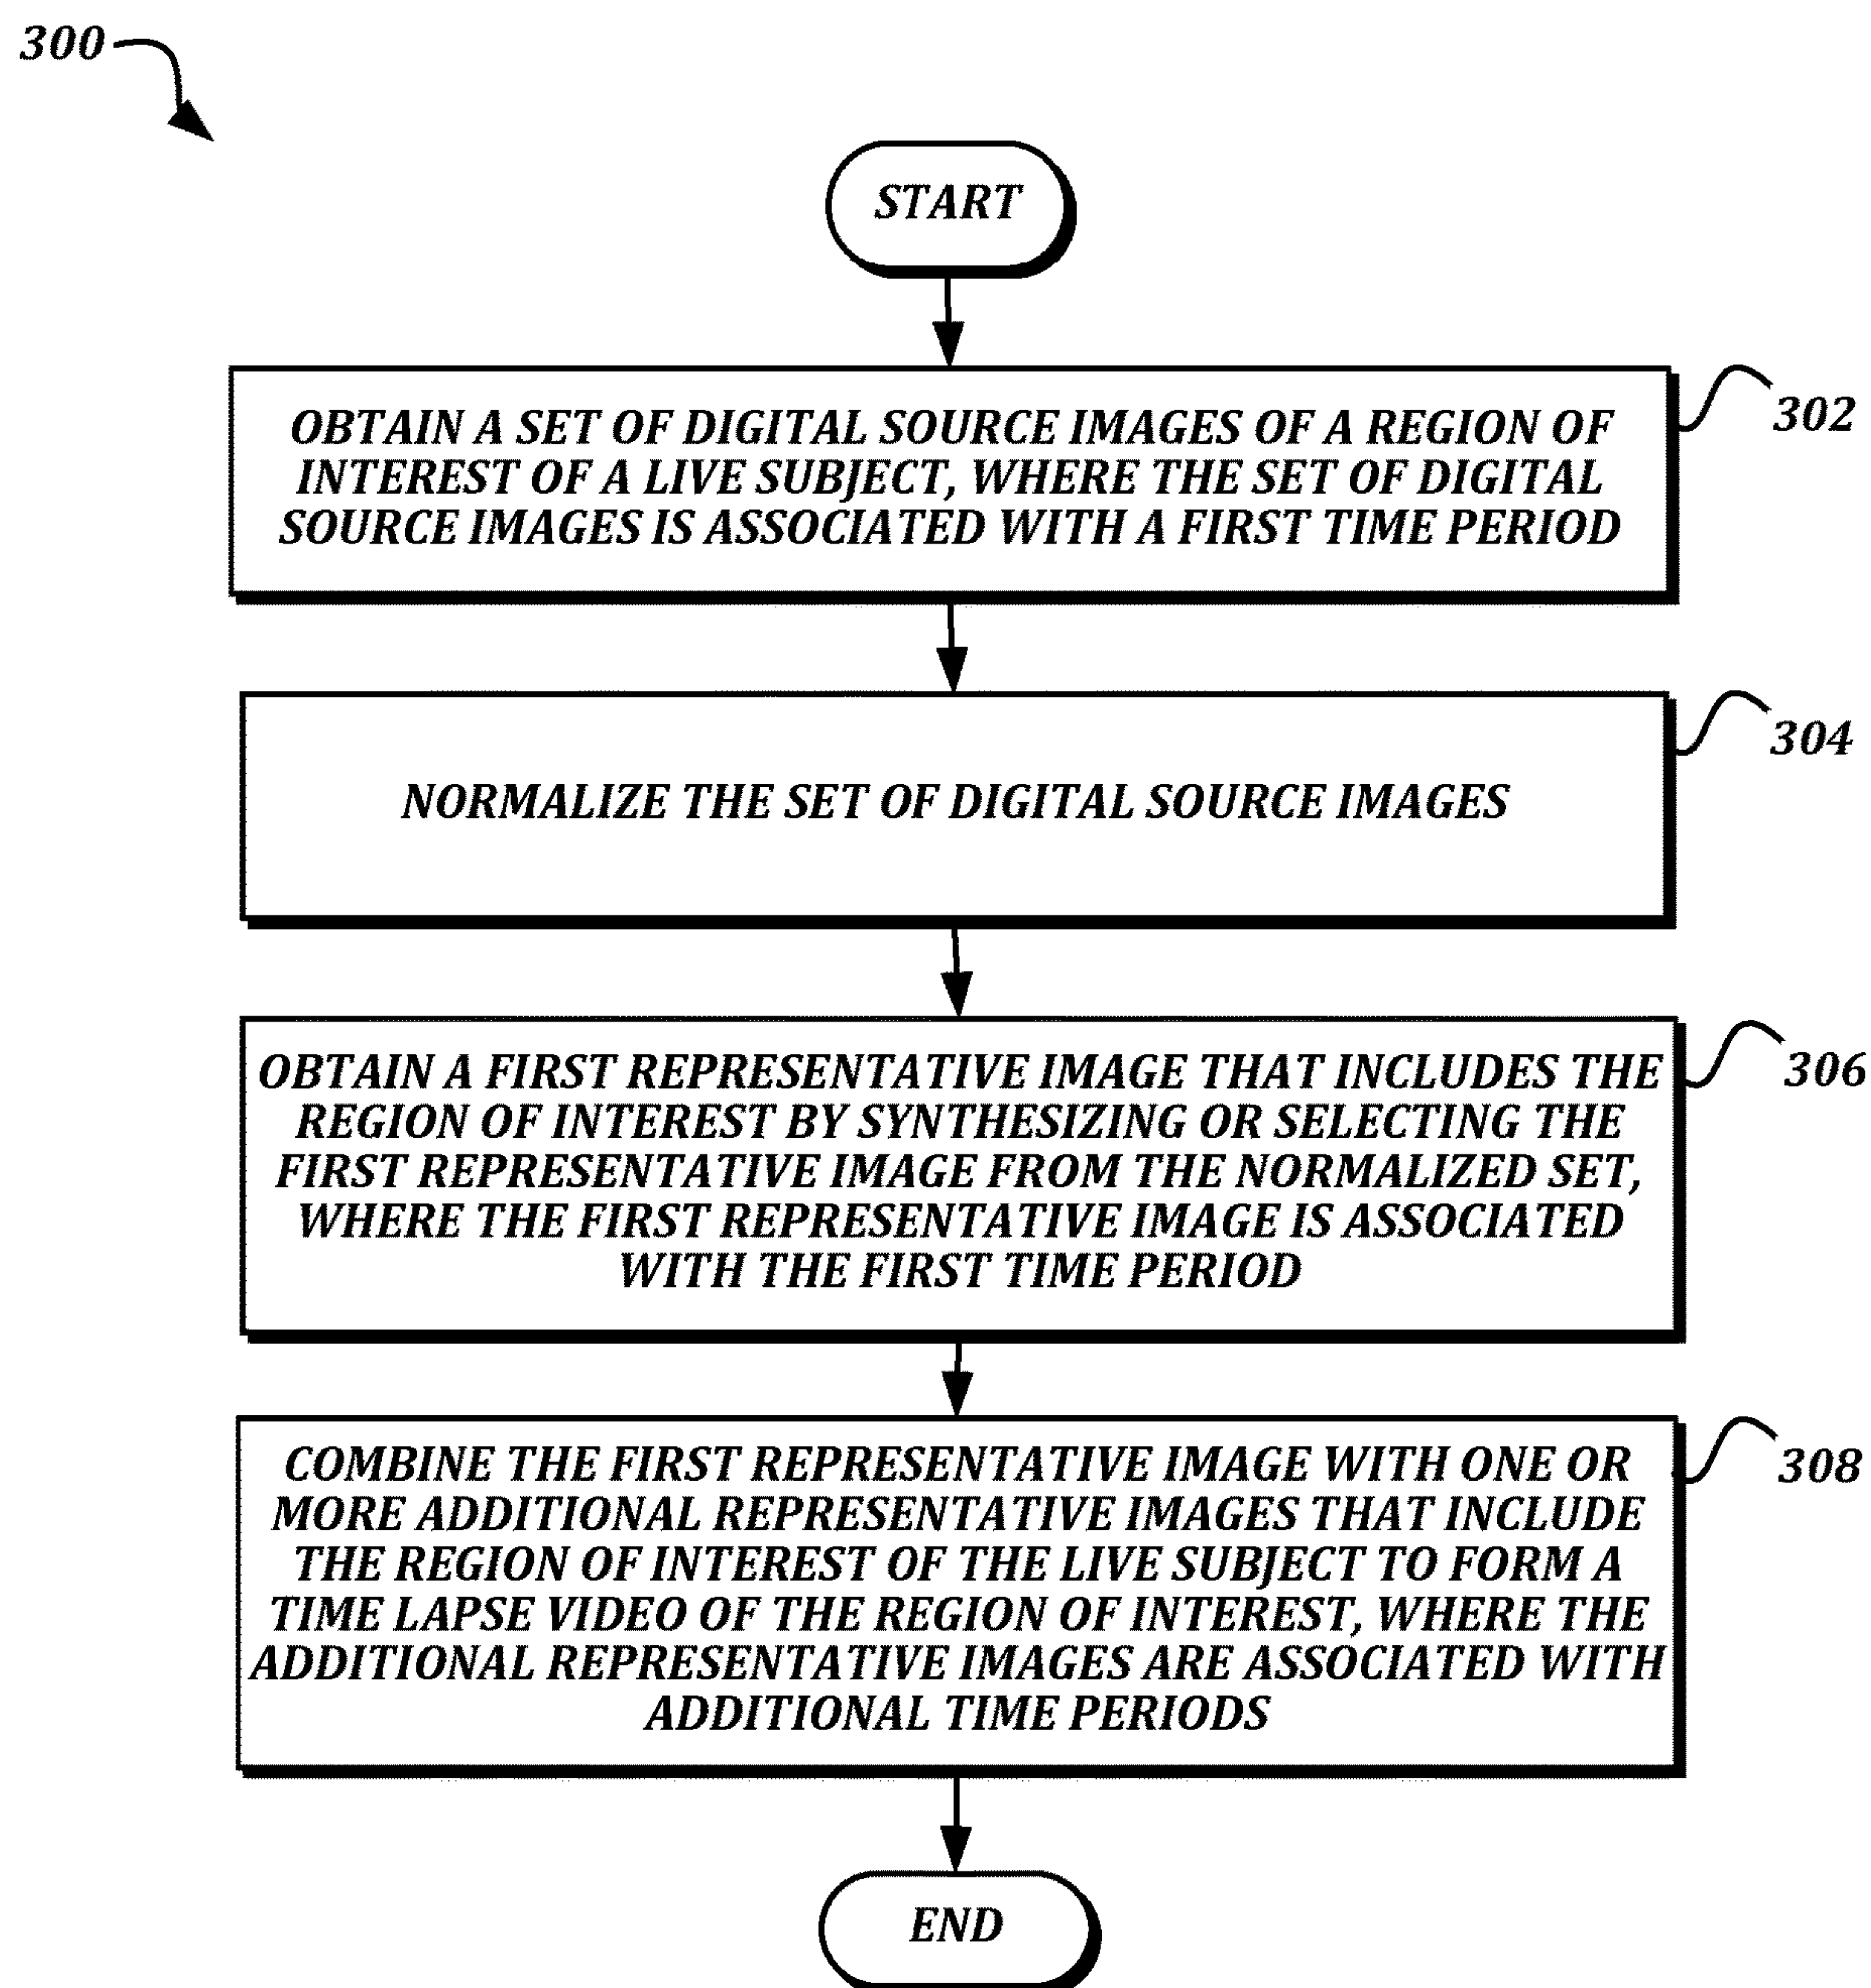 300
START
OBTAIN A SET OF DIGITAL SOURCE IMAGES OF A REGION OF
INTEREST OF A LIVE SUBJECT, WHERE THE SET OF DIGITAL
SOURCE IMAGES IS ASSOCIATED WITH A FIRST TIME PERIOD
302
NORMALIZE THE SET OF DIGITAL SOURCE IMAGES
304
OBTAIN A FIRST REPRESENTATIVE IMAGE THAT INCLUDES THE
REGION OF INTEREST BY SYNTHESIZING OR SELECTING THE
FIRST REPRESENTATIVE IMAGE FROM THE NORMALIZED SET,
WHERE THE FIRST REPRESENTATIVE IMAGE IS ASSOCIATED
WITH THE FIRST TIME PERIOD
306
COMBINE THE FIRST REPRESENTATIVE IMAGE WITH ONE OR
MORE ADDITIONAL REPRESENTATIVE IMAGES THAT INCLUDE
THE REGION OF INTEREST OF THE LIVE SUBJECT TO FORM A
TIME LAPSE VIDEO OF THE REGION OF INTEREST, WHERE THE
ADDITIONAL REPRESENTATIVE IMAGES ARE ASSOCIATED WITH
ADDITIONAL TIME PERIODS
308
END